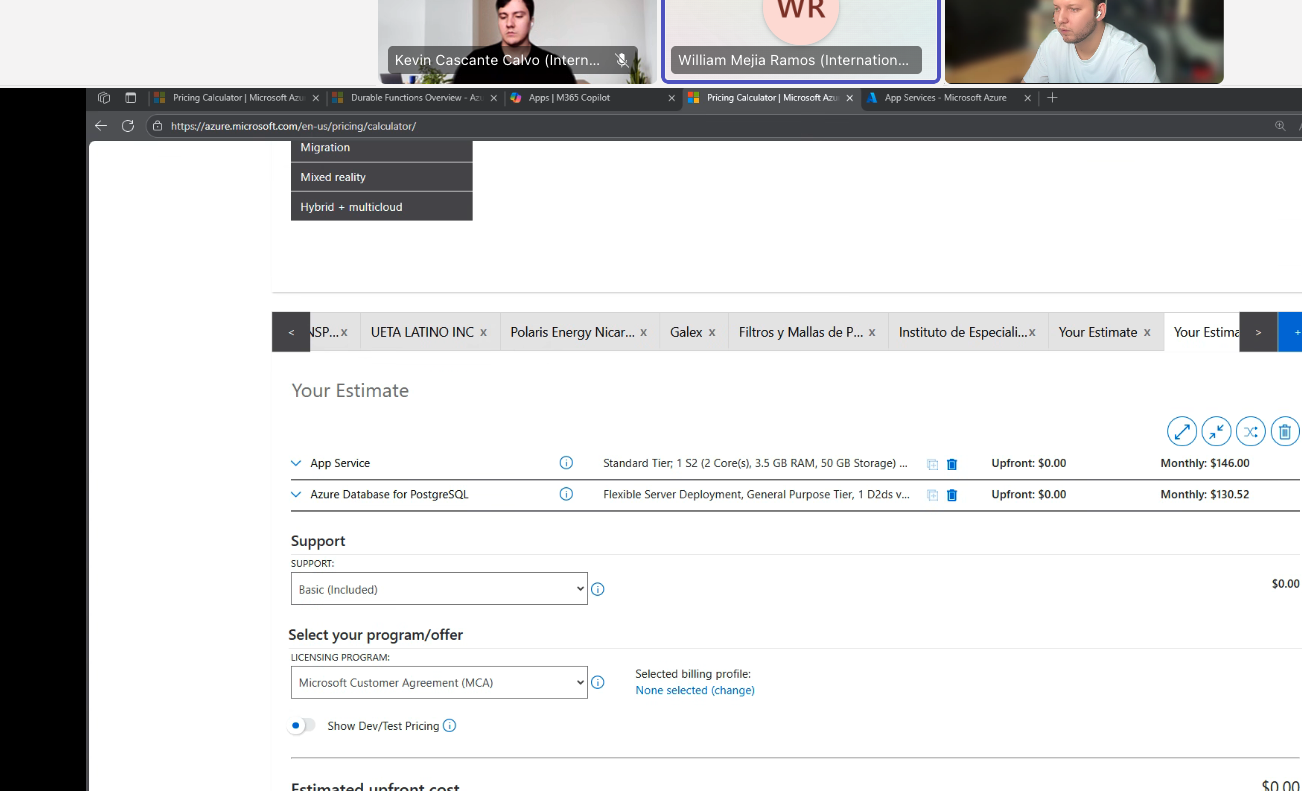 WR
Kevin Cascante Calvo (Intern...
William Mejia Ramos (Internation...
Pricing Calculator | Microsoft Azu
Durable Functions Overview - Az
Apps | M365 Copilot
Pricing Calculator | Microsoft Azu
App Services - Microsoft Azure
https://azure.microsoft.com/en-us/pricing/calculator/
Migration
Mixed reality
Hybrid + multicloud
< NSP... x UETA LATINO INC x Polaris Energy Nicar... x Galex x Filtros y Mallas de P... x Instituto de Especiali... x Your Estimate x Your Estima > +
Your Estimate
App Service Standard Tier; 1 S2 (2 Core(s), 3.5 GB RAM, 50 GB Storage) ... Upfront: $0.00 Monthly: $146.00
Azure Database for PostgreSQL Flexible Server Deployment, General Purpose Tier, 1 D2ds v... Upfront: $0.00 Monthly: $130.52
Support
SUPPORT:
Basic (Included)
$0.00
Select your program/offer
LICENSING PROGRAM:
Microsoft Customer Agreement (MCA)
Selected billing profile:
None selected (change)
Show Dev/Test Pricing
Estimated upfront cost $0.00